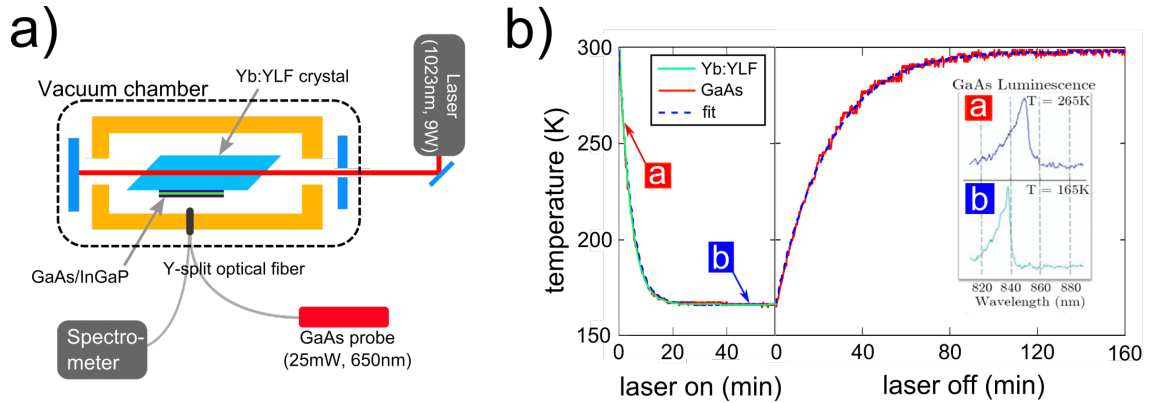 a)
Vacuum chamber
Yb:YLF crystal
Laser
(1023nm, 9W)
GaAs/InGaP
Y-split optical fiber
Spectro-
meter
GaAs probe
(25mW, 650nm)
b)
temperature (K)
300
250
200
150
Yb:YLF
GaAs
fit
a
b
GaAs Luminescence
a
T = 265K
b
T = 165K
820 840 860 880
Wavelength (nm)
0 20 40 0 40 80 120 160
laser on (min)
laser off (min)